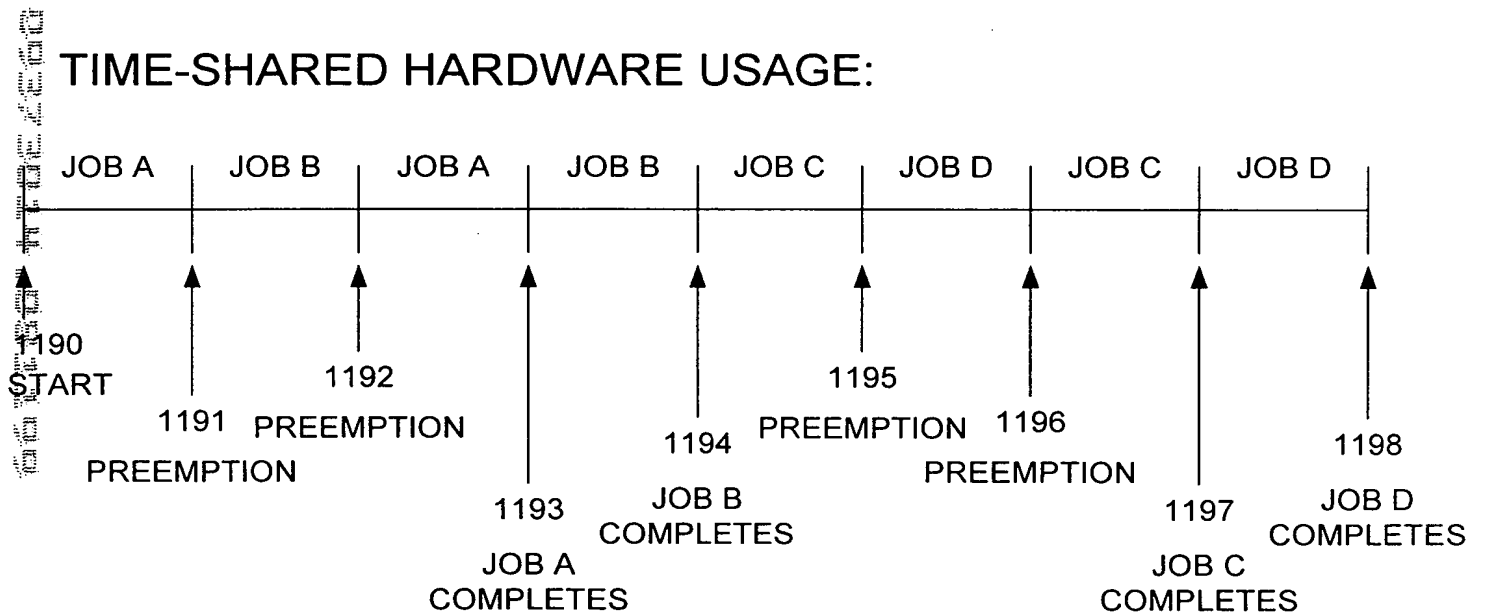 TIME-SHARED HARDWARE USAGE:
JOB A JOB B JOB A JOB B JOB C JOB D JOB C JOB D
1190
START
1191
PREEMPTION
1192
PREEMPTION
1193
JOB A
COMPLETES
1194
JOB B
COMPLETES
1195
PREEMPTION
1196
PREEMPTION
1197
JOB C
COMPLETES
1198
JOB D
COMPLETES